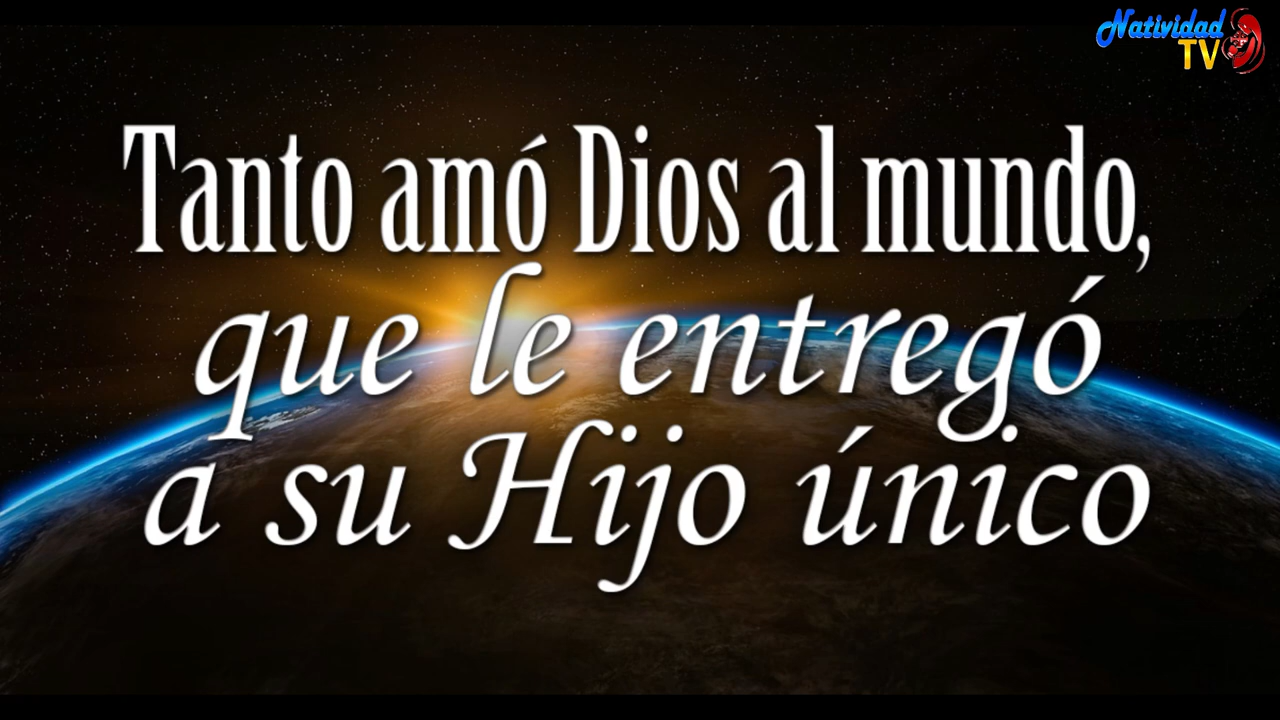 Natividad
TV
Tanto amó Dios al mundo,
que le entregó
a su Hijo único